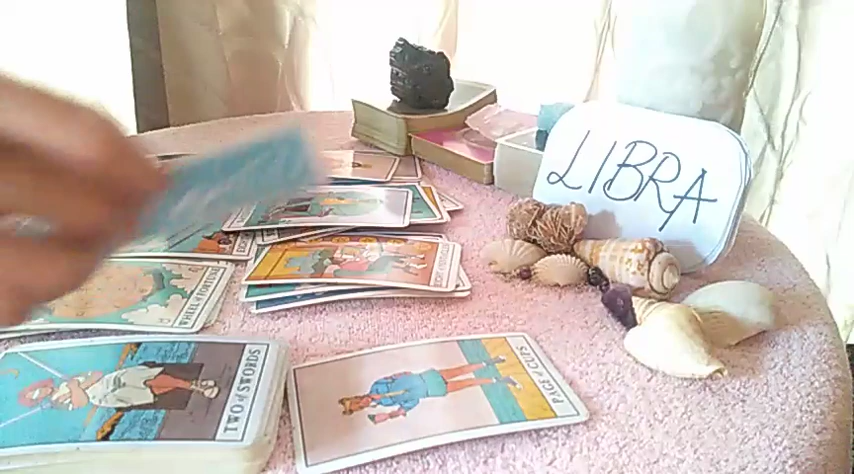 LIBRA
WHEEL of FORTUNE
TWO of SWORDS
PAGE of CUPS